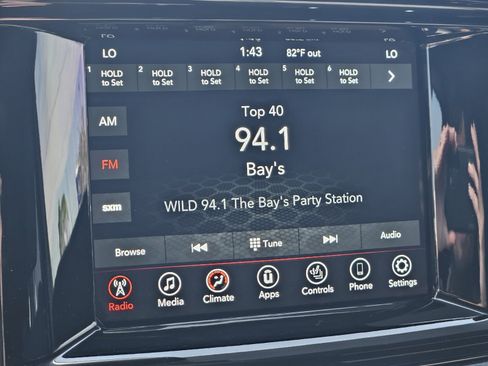 LO 1:43 82°F out LO
1 HOLD to Set 2 HOLD to Set 3 HOLD to Set 4 HOLD to Set 5 HOLD to Set 6 HOLD to Set
Top 40
AM
94.1
FM
Bay's
sxm
WILD 94.1 The Bay's Party Station
Browse Tune Audio
Radio Media Climate Apps Controls Phone Settings